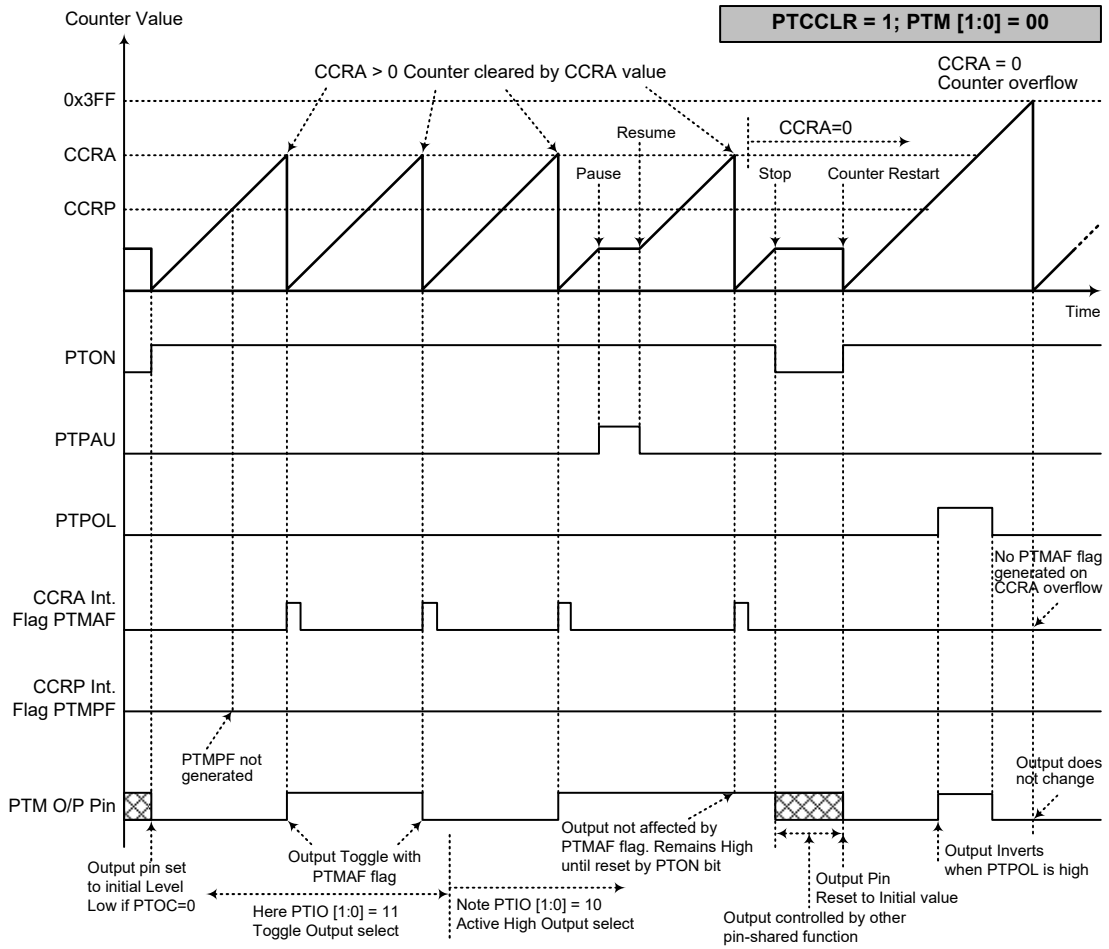 Counter Value
PTCCLR = 1; PTM [1:0] = 00
CCRA > 0 Counter cleared by CCRA value
CCRA = 0
Counter overflow
0x3FF
CCRA
CCRP
Pause
Resume
CCRA=0
Stop
Counter Restart
Time
PTON
PTPAU
PTPOL
No PTMAF flag
generated on
CCRA overflow
CCRA Int.
Flag PTMAF
CCRP Int.
Flag PTMPF
PTMPF not
generated
Output does
not change
PTM O/P Pin
Output pin set
to initial Level
Low if PTOC=0
Output Toggle with
PTMAF flag
Here PTIO [1:0] = 11
Toggle Output select
Note PTIO [1:0] = 10
Active High Output select
Output not affected by
PTMAF flag. Remains High
until reset by PTON bit
Output Pin
Reset to Initial value
Output controlled by other
pin-shared function
Output Inverts
when PTPOL is high